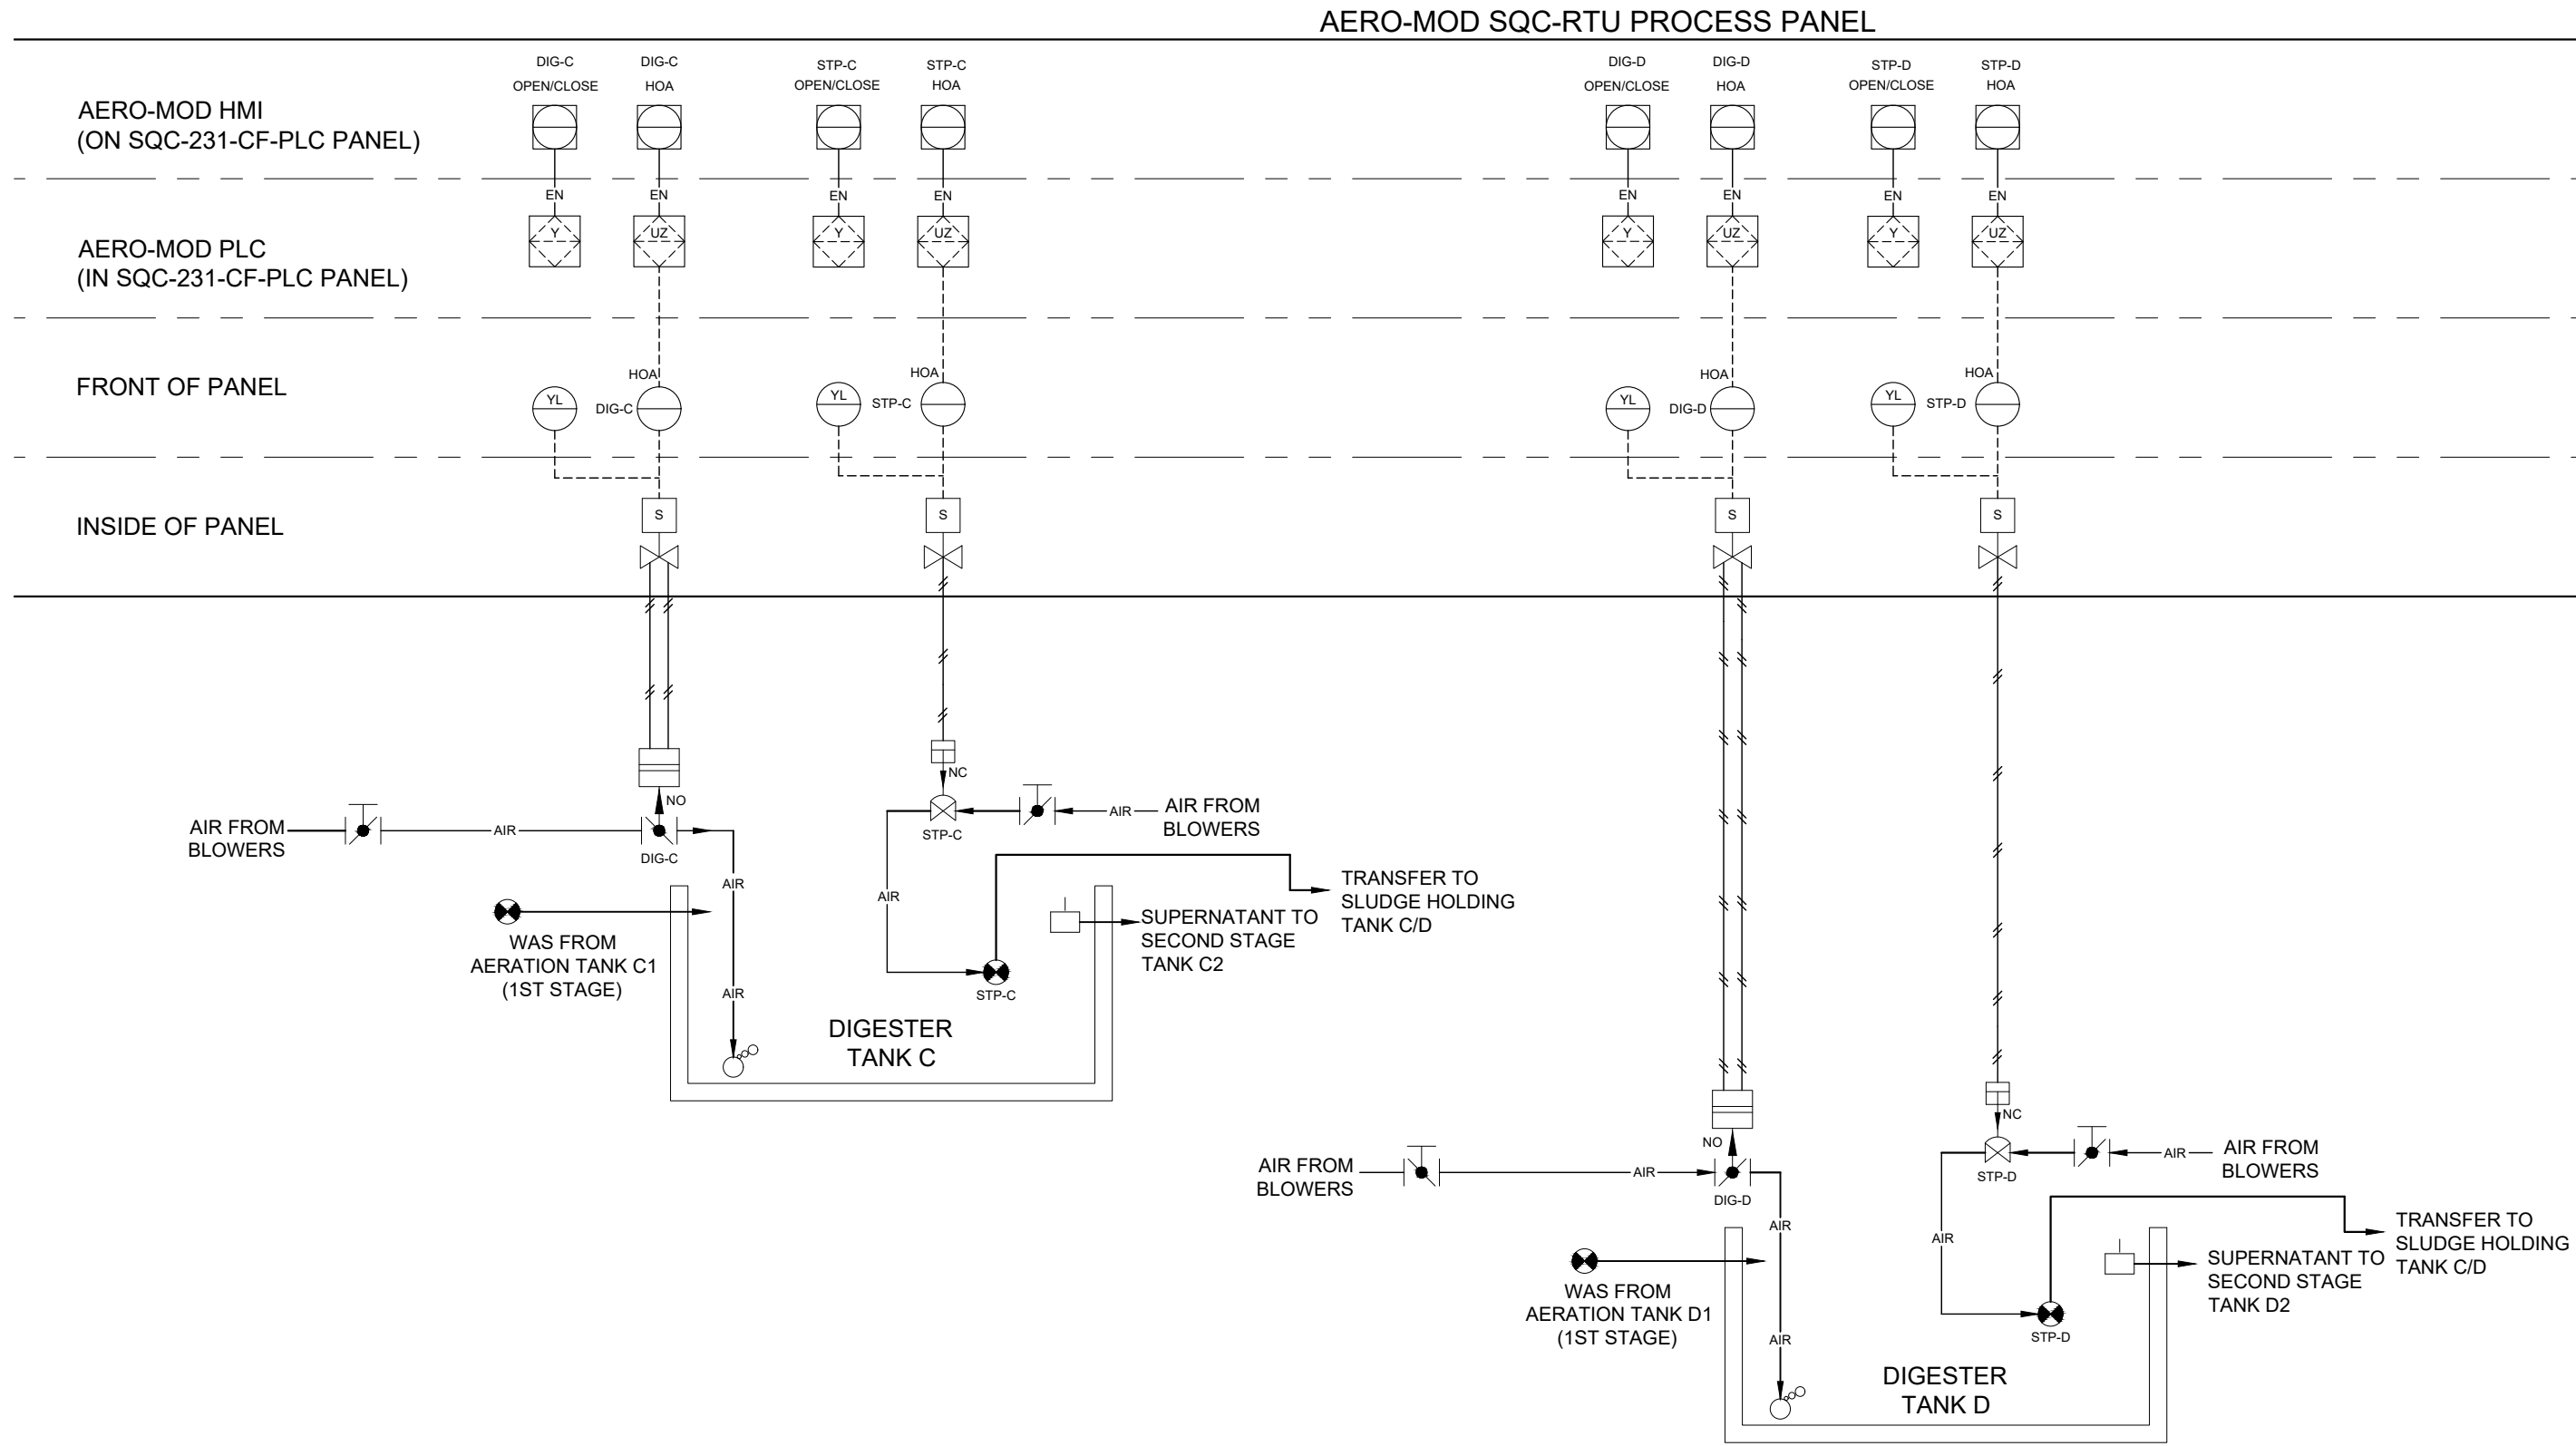 AERO-MOD SQC-RTU PROCESS PANEL
DIG-C DIG-C STP-C STP-C DIG-D DIG-D STP-D STP-D
OPEN/CLOSE HOA OPEN/CLOSE HOA OPEN/CLOSE HOA OPEN/CLOSE HOA
AERO-MOD HMI
(ON SQC-231-CF-PLC PANEL)
EN EN EN EN EN EN EN EN
Y UZ Y UZ Y UZ Y UZ
AERO-MOD PLC
(IN SQC-231-CF-PLC PANEL)
HOA HOA HOA HOA
FRONT OF PANEL
YL DIG-C YL STP-C YL DIG-D YL STP-D
S S S S
INSIDE OF PANEL
NC
NO
AIR FROM
BLOWERS
AIR
DIG-C
STP-C
AIR
AIR FROM
BLOWERS
AIR
AIR
TRANSFER TO
SLUDGE HOLDING
TANK C/D
SUPERNATANT TO
SECOND STAGE
TANK C2
WAS FROM
AERATION TANK C1
(1ST STAGE)
AIR
STP-C
DIGESTER
TANK C
NC
NO
AIR FROM
BLOWERS
AIR
DIG-D
STP-D
AIR
AIR FROM
BLOWERS
AIR
AIR
TRANSFER TO
SLUDGE HOLDING
TANK C/D
SUPERNATANT TO
SECOND STAGE
TANK D2
WAS FROM
AERATION TANK D1
(1ST STAGE)
AIR
STP-D
DIGESTER
TANK D